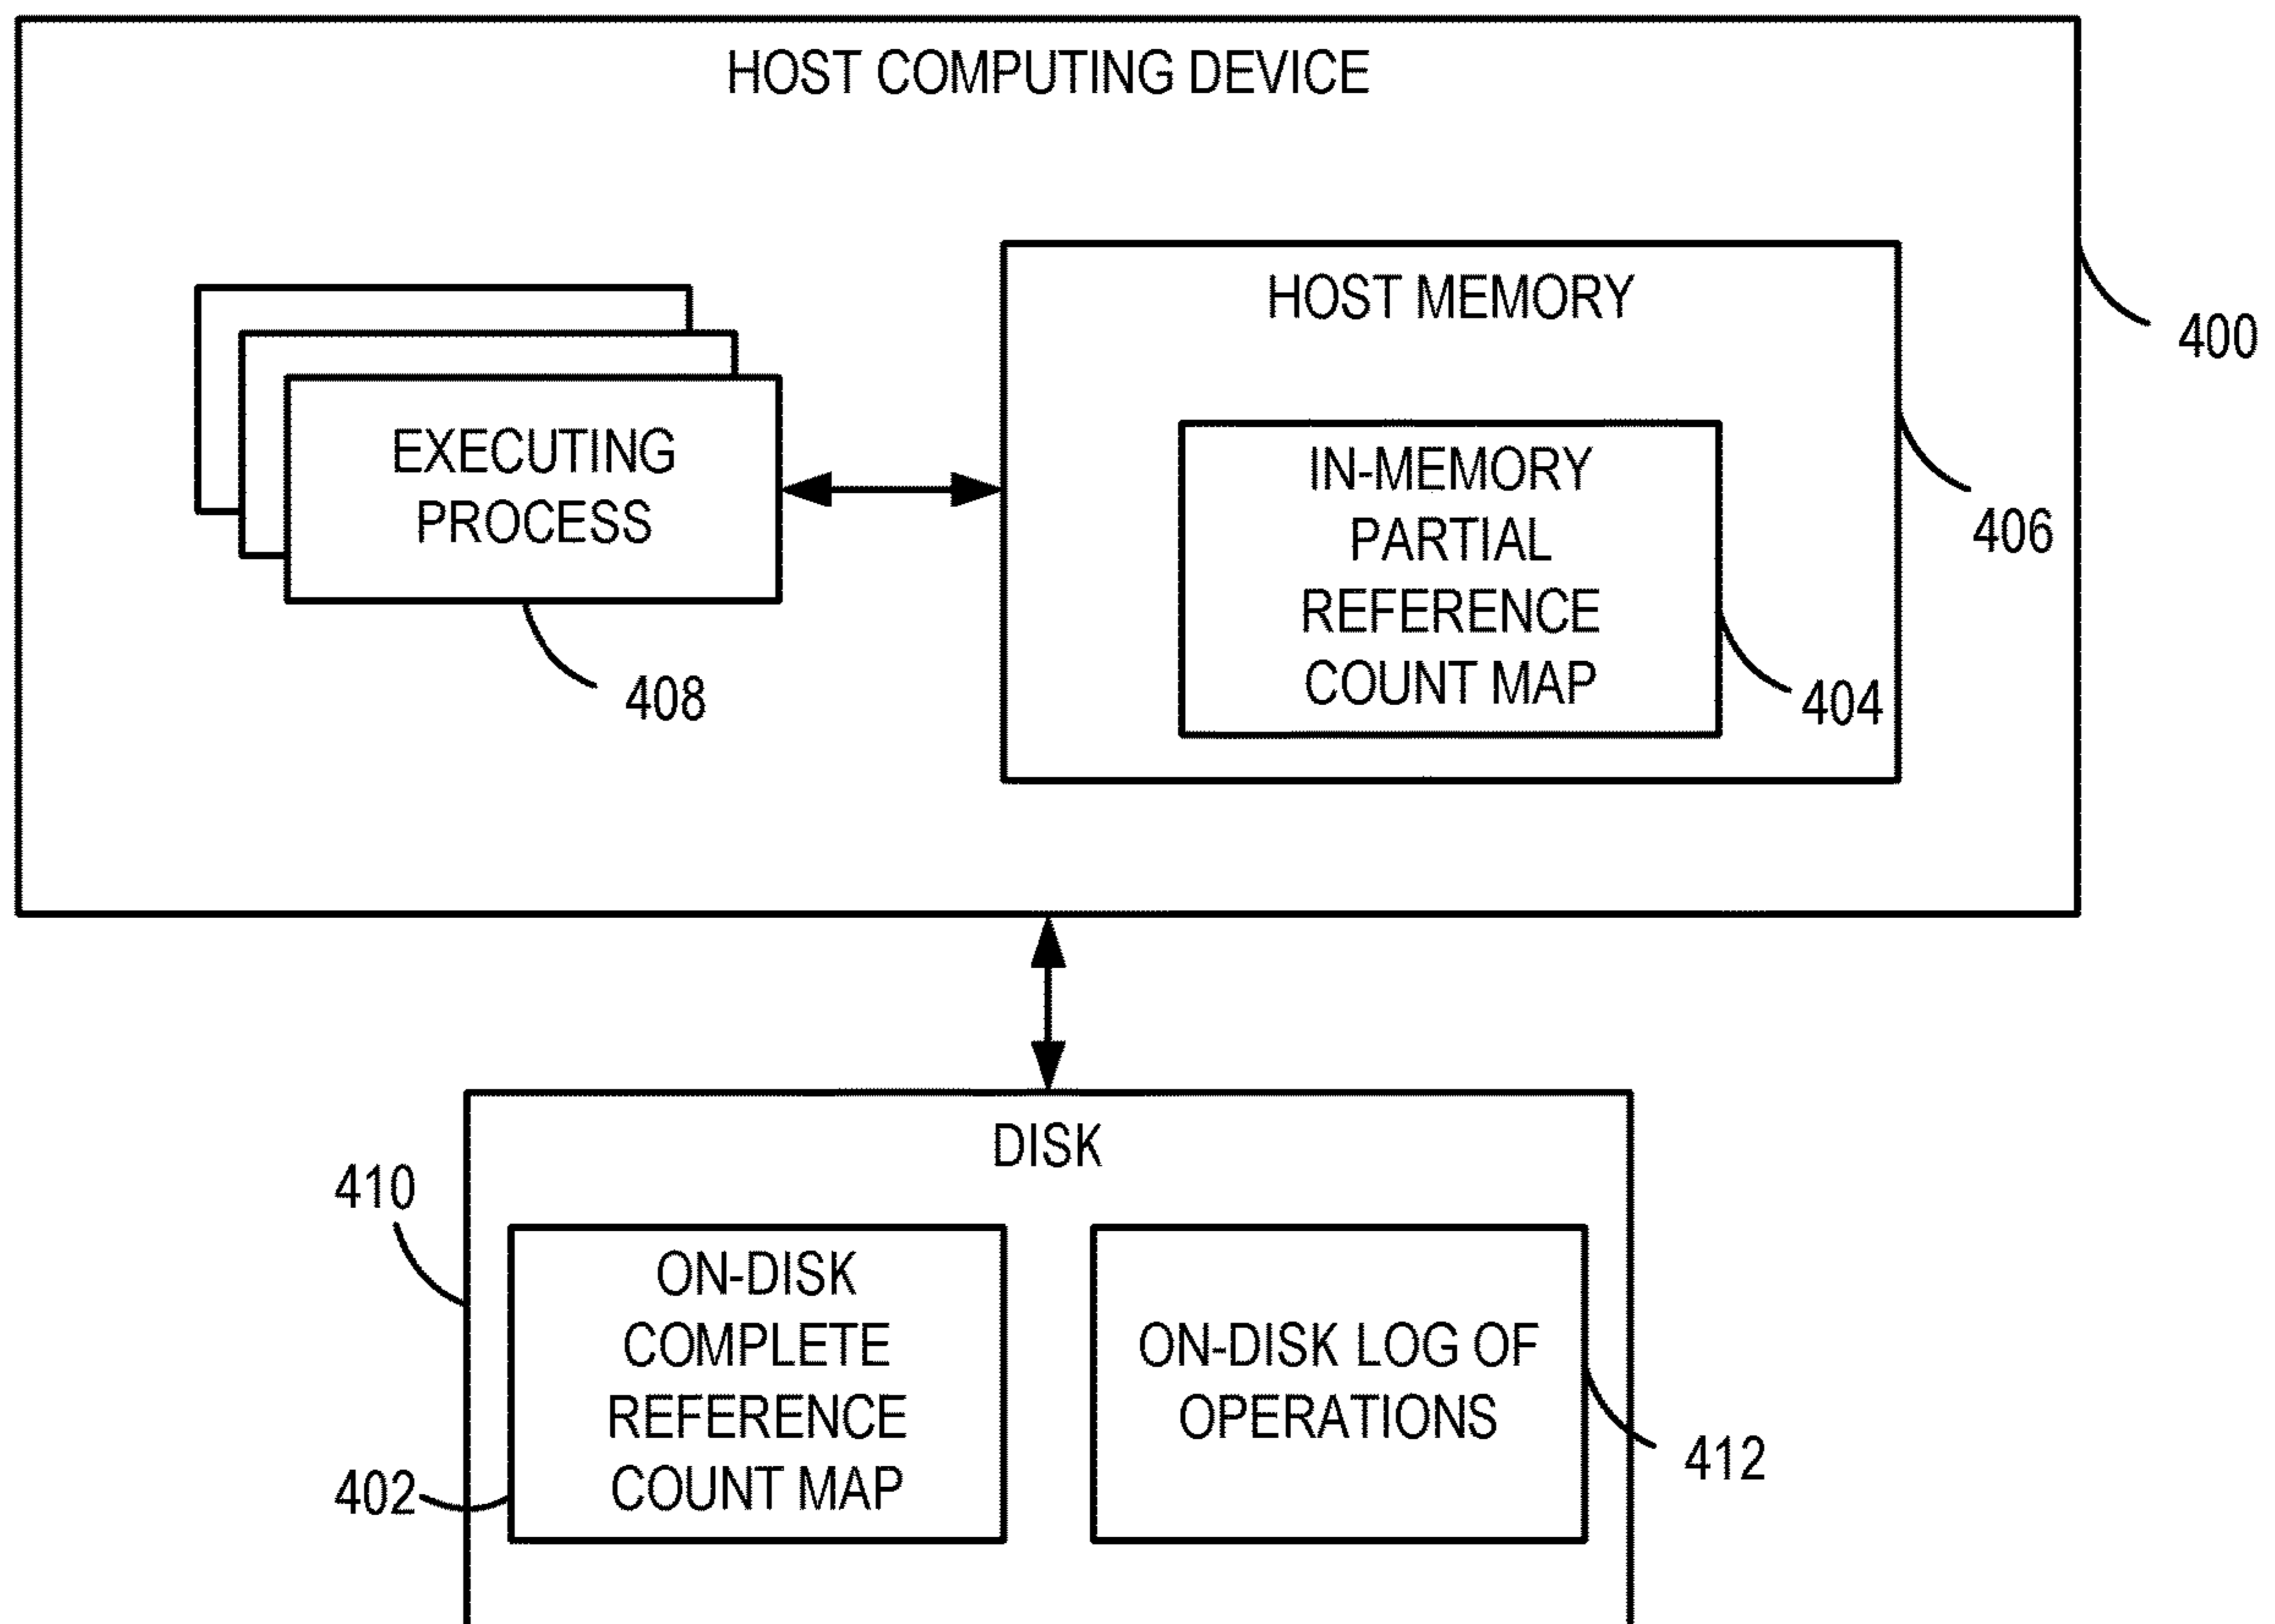 HOST COMPUTING DEVICE
HOST MEMORY
400
EXECUTING
PROCESS
IN-MEMORY
PARTIAL
REFERENCE
COUNT MAP
406
408
404
DISK
410
ON-DISK
COMPLETE
REFERENCE
COUNT MAP
ON-DISK LOG OF
OPERATIONS
402
412